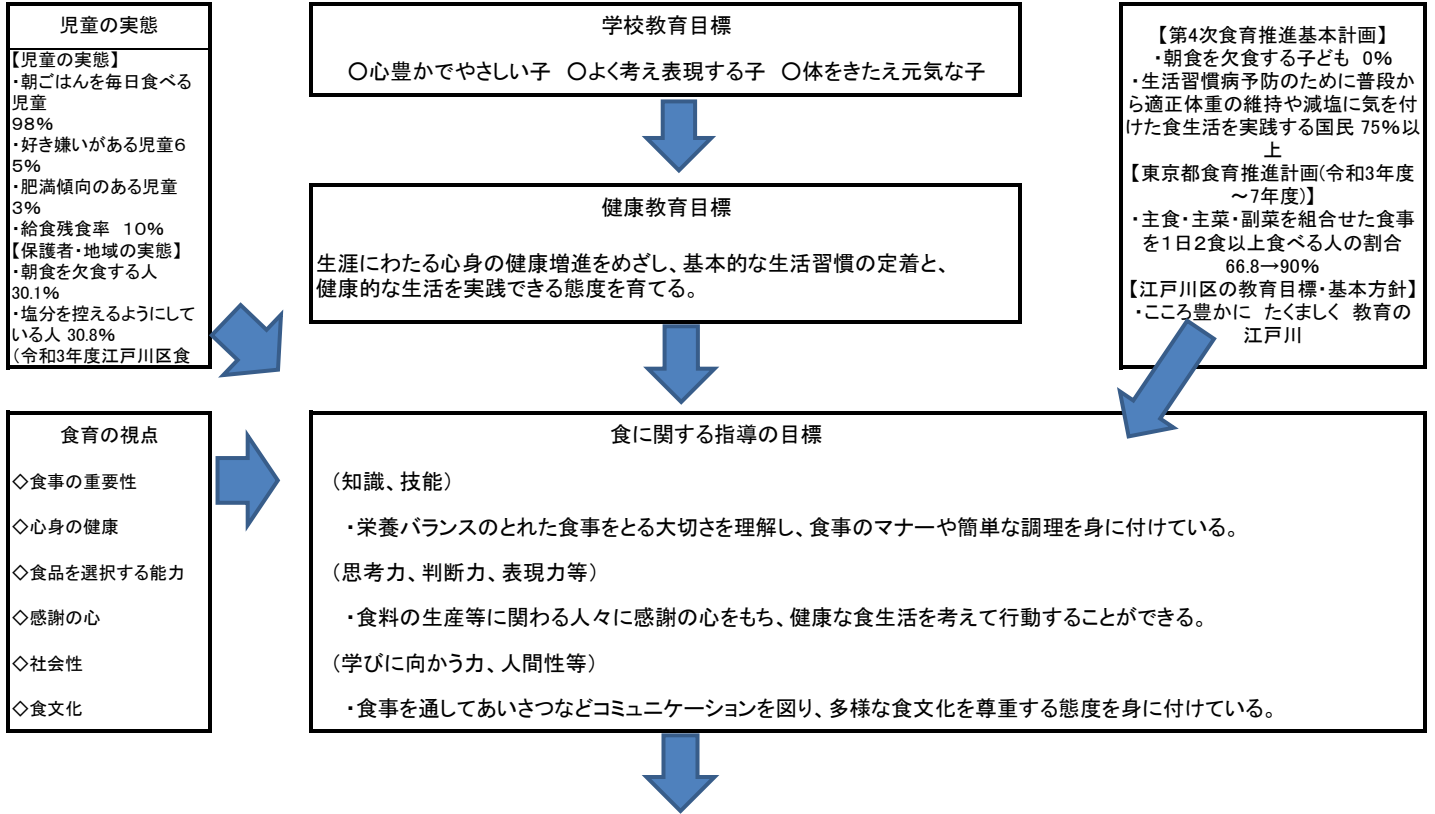 児童の実態
【児童の実態】
・朝ごはんを毎日食べる
児童
98%
・好き嫌いがある児童6
5%
・肥満傾向のある児童
3%
・給食残食率 10%
【保護者・地域の実態】
・朝食を欠食する人
30.1%
・塩分を控えるようにして
いる人 30.8%
(令和3年度江戸川区食
学校教育目標
○心豊かでやさしい子 ○よく考え表現する子 ○体をきたえ元気な子
健康教育目標
生涯にわたる心身の健康増進をめざし、基本的な生活習慣の定着と、
健康的な生活を実践できる態度を育てる。
【第4次食育推進基本計画】
・朝食を欠食する子ども 0%
・生活習慣病予防のために普段か
ら適正体重の維持や減塩に気を付
けた食生活を実践する国民 75%以
上
【東京都食育推進計画(令和3年度
~7年度)】
・主食・主菜・副菜を組合せた食事
を1日2食以上食べる人の割合
66.8→90%
【江戸川区の教育目標・基本方針】
・こころ豊かに たくましく 教育の
江戸川
食育の視点
◇食事の重要性
◇心身の健康
◇食品を選択する能力
◇感謝の心
◇社会性
◇食文化
食に関する指導の目標
(知識、技能)
・栄養バランスのとれた食事をとる大切さを理解し、食事のマナーや簡単な調理を身に付けている。
(思考力、判断力、表現力等)
・食料の生産等に関わる人々に感謝の心をもち、健康な食生活を考えて行動することができる。
(学びに向かう力、人間性等)
・食事を通してあいさつなどコミュニケーションを図り、多様な食文化を尊重する態度を身に付けている。